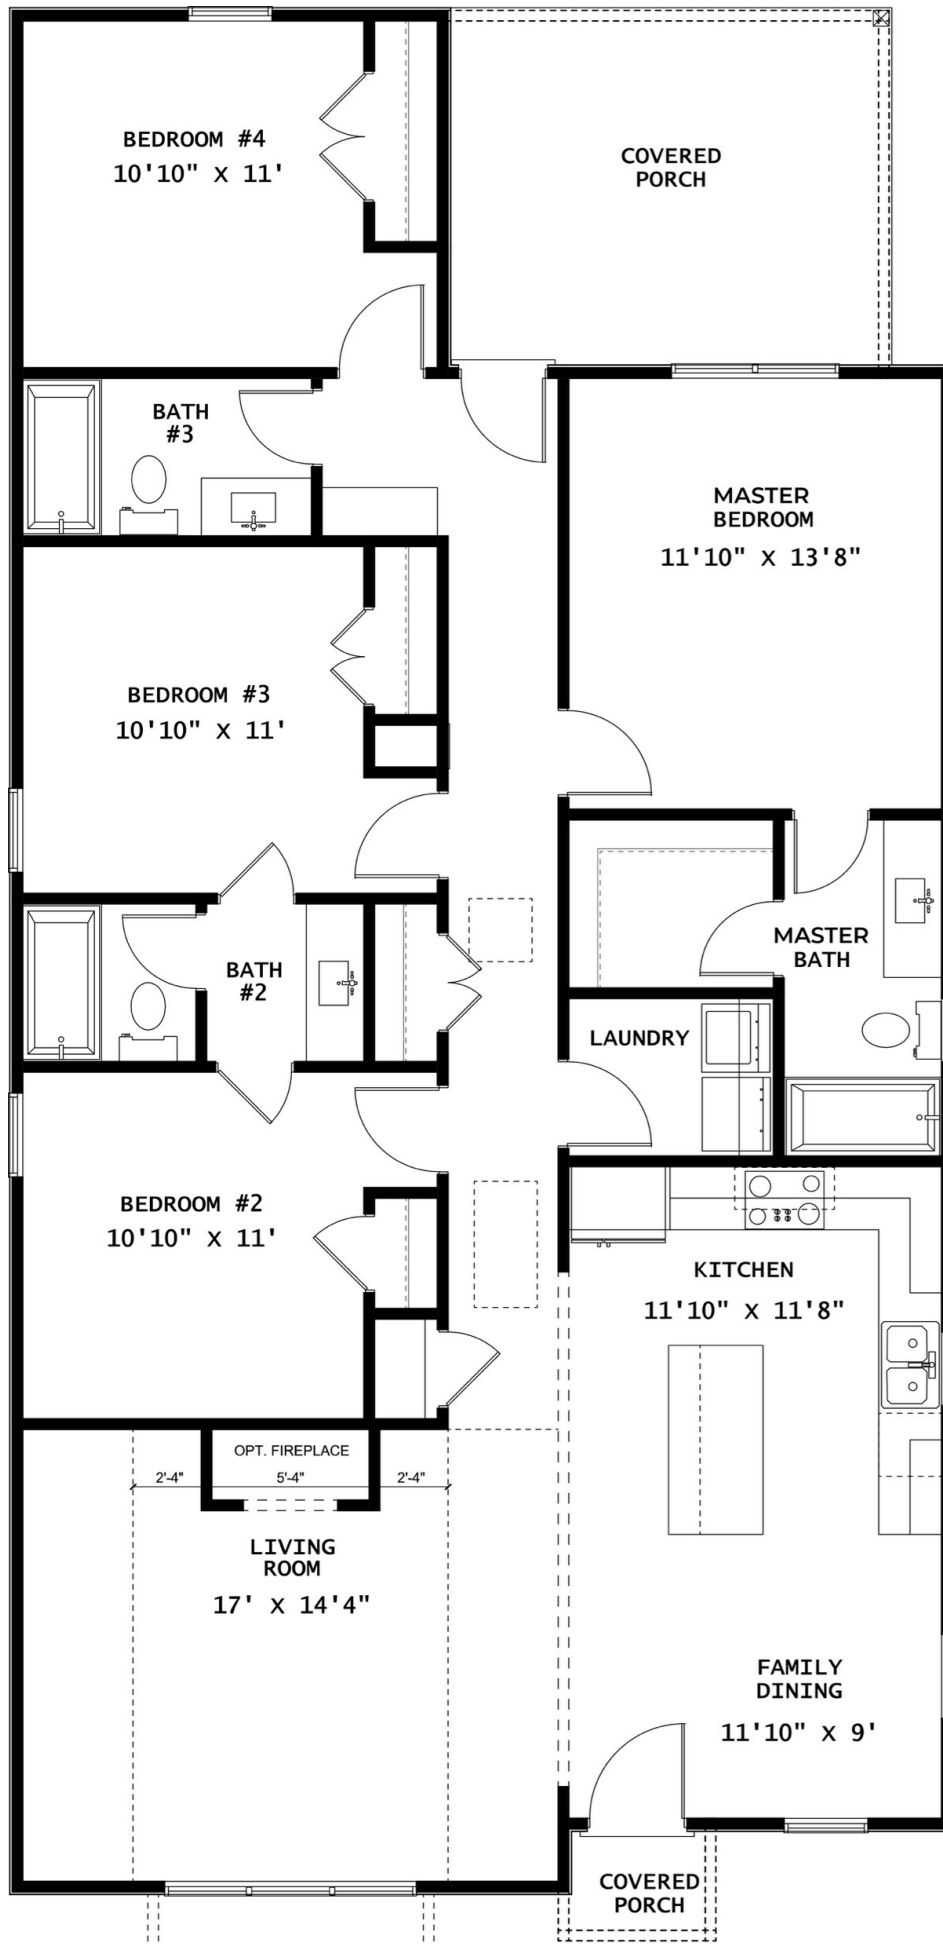 BEDROOM #4
10'10" X 11'
COVERED
PORCH
BATH
#3
MASTER
BEDROOM
11'10" X 13'8"
BEDROOM #3
10'10" X 11'
MASTER
BATH
BATH
#2
LAUNDRY
BEDROOM #2
10'10" X 11'
KITCHEN
11'10" X 11'8"
OPT. FIREPLACE
2'-4" 5'-4" 2'-4"
LIVING
ROOM
17' X 14'4"
FAMILY
DINING
11'10" X 9'
COVERED
PORCH